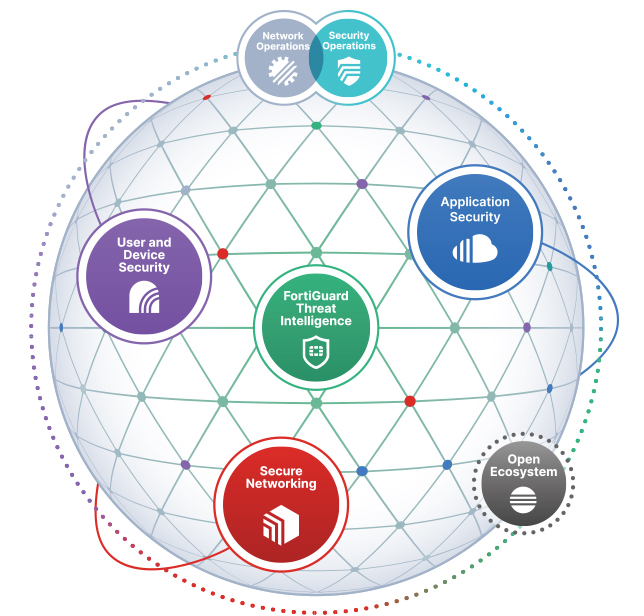 Network
Operations
Security
Operations
Application
Security
User and
Device
Security
FortiGuard
Threat
Intelligence
Open
Ecosystem
Secure
Networking